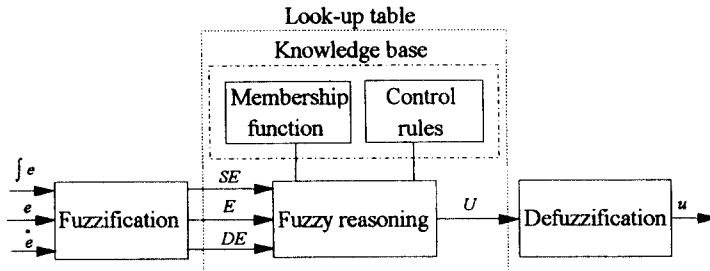 Look-up table
Knowledge base
Membership function
Control rules
∫ e
e
ė
Fuzzification
SE
E
DE
Fuzzy reasoning
U
Defuzzification
u